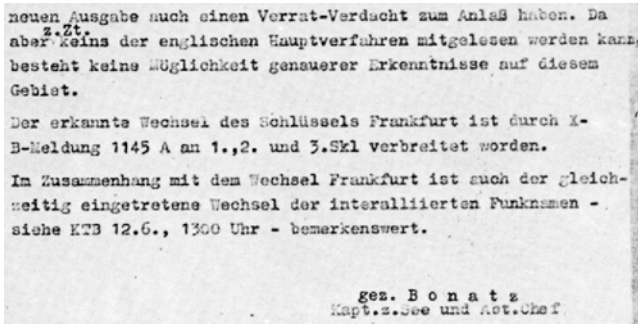 neuen Ausgabe auch einen Verrat-Verdacht zum Anlaß haben. Da
z.Zt.
aber keins der englischen Hauptverfahren mitgelesen werden kann,
besteht keine Möglichkeit genauerer Erkenntnisse auf diesem
Gebiet.
Der erkannte Wechsel des Schlüssels Frankfurt ist durch X-
B-Meldung 1145 A an 1.,2. und 3.Skl verbreitet worden.
Im Zusammenhang mit dem Wechsel Frankfurt ist auch der gleich-
zeitig eingetretene Wechsel der interalliierten Funknamen -
siehe KTB 12.6., 1300 Uhr - bemerkenswert.
gez. B o n a t z
Kapt.z.See und Abt.Chef